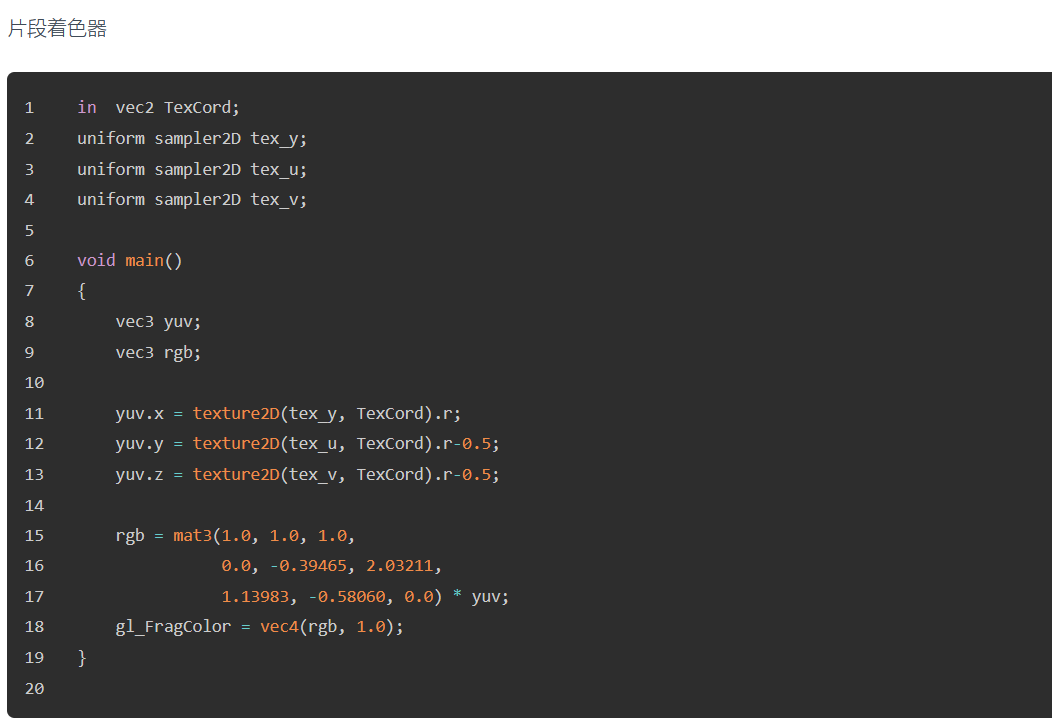 片段着色器
1 in  vec2 TexCord;
2 uniform sampler2D tex_y;
3 uniform sampler2D tex_u;
4 uniform sampler2D tex_v;
5
6 void main()
7 {
8     vec3 yuv;
9     vec3 rgb;
10
11     yuv.x = texture2D(tex_y, TexCord).r;
12     yuv.y = texture2D(tex_u, TexCord).r-0.5;
13     yuv.z = texture2D(tex_v, TexCord).r-0.5;
14
15     rgb = mat3(1.0, 1.0, 1.0,
16                0.0, -0.39465, 2.03211,
17                1.13983, -0.58060, 0.0) * yuv;
18     gl_FragColor = vec4(rgb, 1.0);
19 }
20